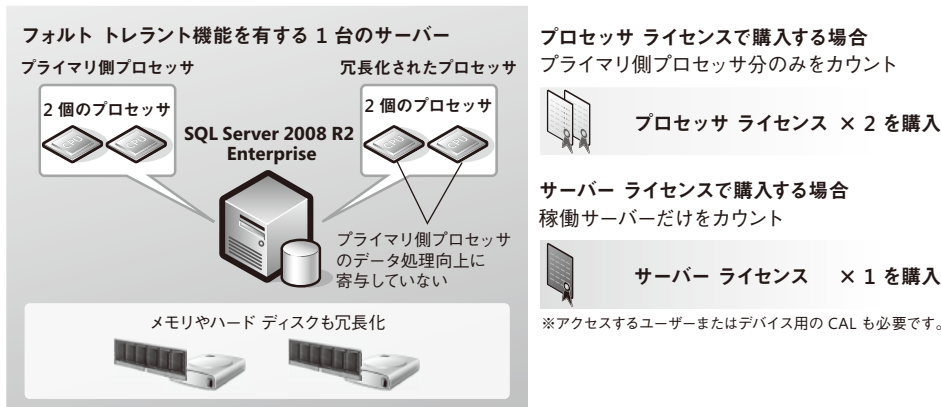 フォルト トレラント機能を有する 1 台のサーバー
プライマリ側プロセッサ
冗長化されたプロセッサ
2 個のプロセッサ
CPU
CPU
2 個のプロセッサ
CPU
CPU
SQL Server 2008 R2
Enterprise
プライマリ側プロセッサ
のデータ処理向上に
寄与していない
メモリやハード ディスクも冗長化
プロセッサ ライセンスで購入する場合
プライマリ側プロセッサ分のみをカウント
プロセッサ ライセンス × 2 を購入
サーバー ライセンスで購入する場合
稼働サーバーだけをカウント
サーバー ライセンス × 1 を購入
※アクセスするユーザーまたはデバイス用の CAL も必要です。